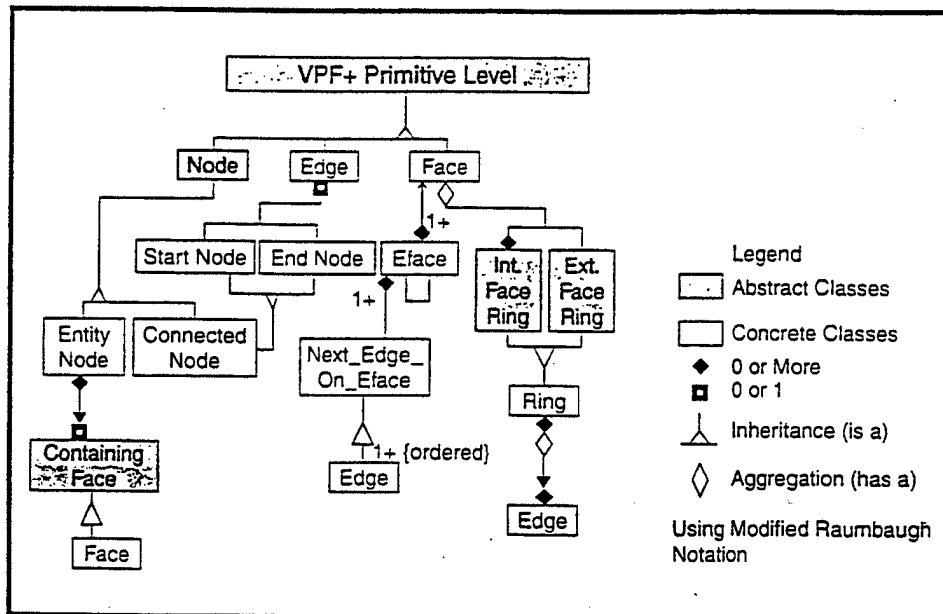 VPF+ Primitive Level
Node
Edge
Face
1+
Start Node
End Node
Eface
Int.
Face
Ring
Ext.
Face
Ring
1+
Entity
Node
Connected
Node
Next_Edge_
On_Eface
Ring
Containing
Face
1+ {ordered}
Edge
Edge
Face
Legend
Abstract Classes
Concrete Classes
0 or More
0 or 1
Inheritance (is a)
Aggregation (has a)
Using Modified Raumbaugh
Notation